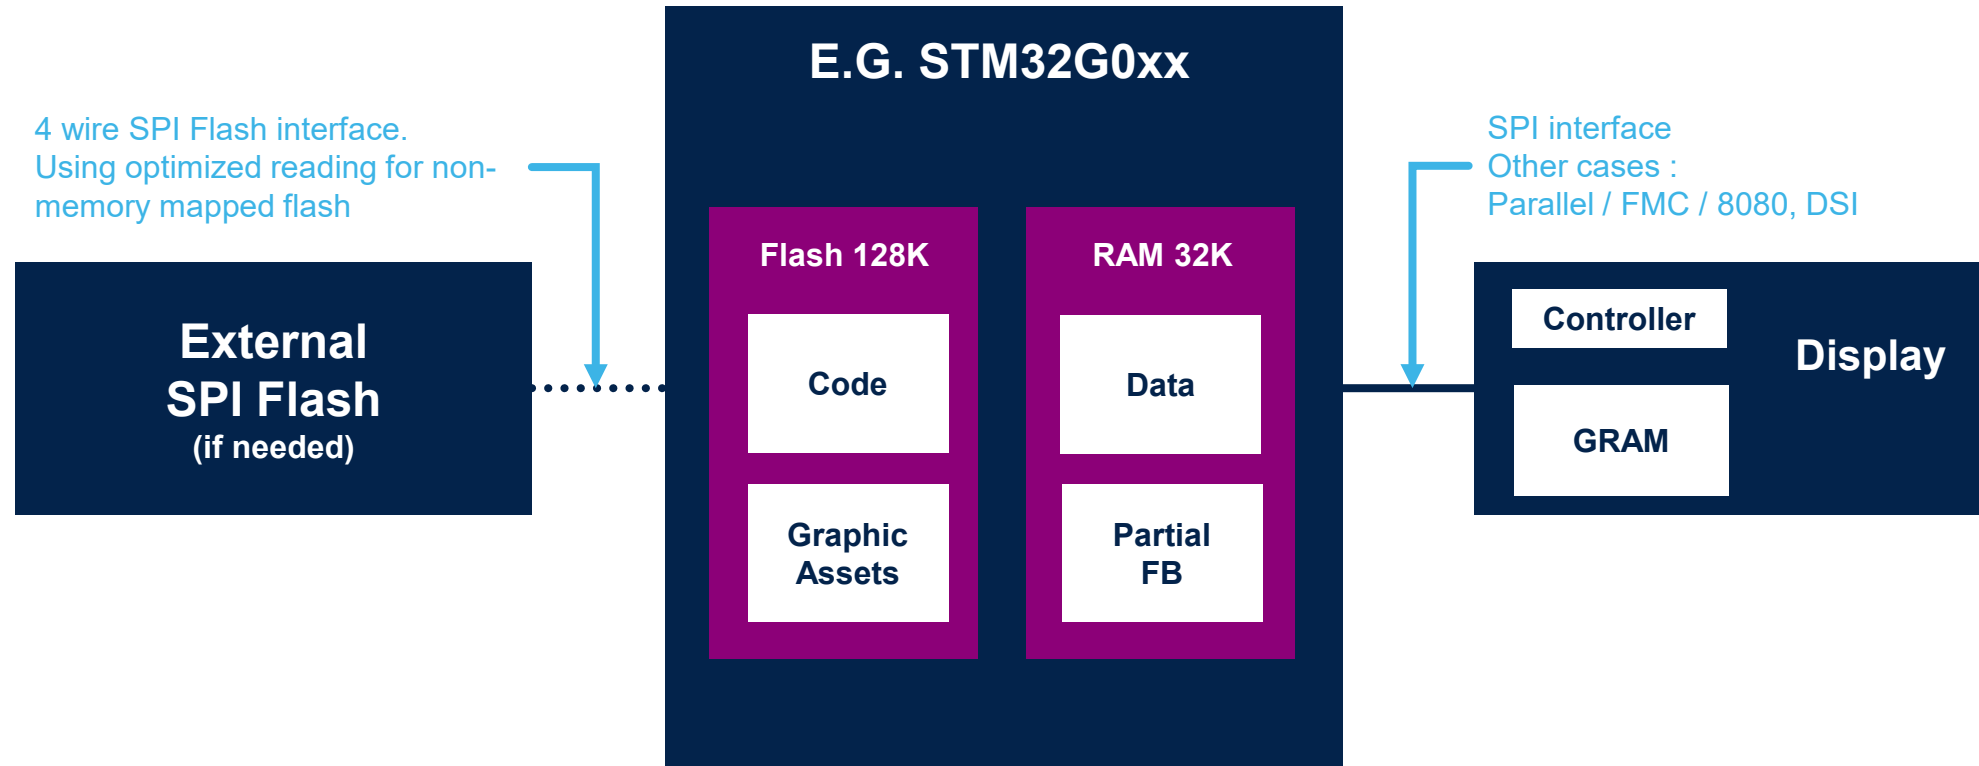 E.G. STM32G0xx
4 wire SPI Flash interface.
Using optimized reading for non-
memory mapped flash
SPI interface
Other cases :
Parallel / FMC / 8080, DSI
External
SPI Flash
(if needed)
Flash 128K
Code
Graphic
Assets
RAM 32K
Data
Partial
FB
Controller
GRAM
Display